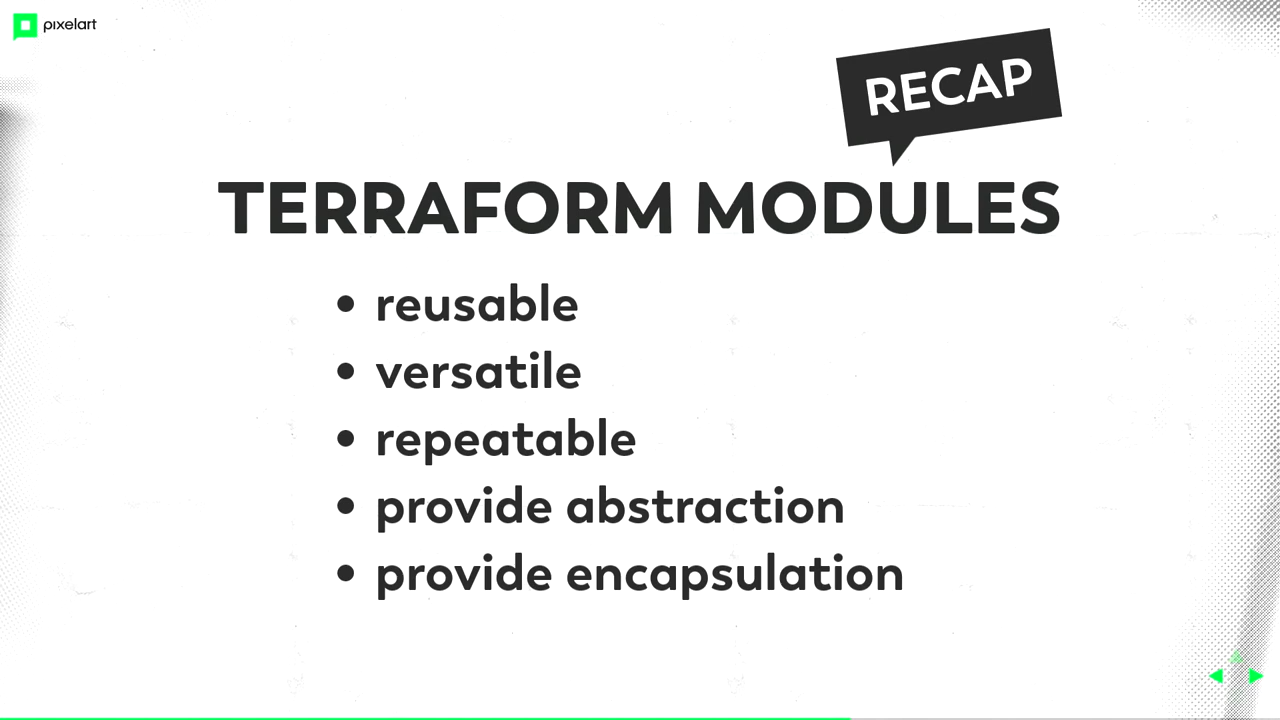 pixelart
RECAP
TERRAFORM MODULES
• reusable
• versatile
• repeatable
• provide abstraction
• provide encapsulation